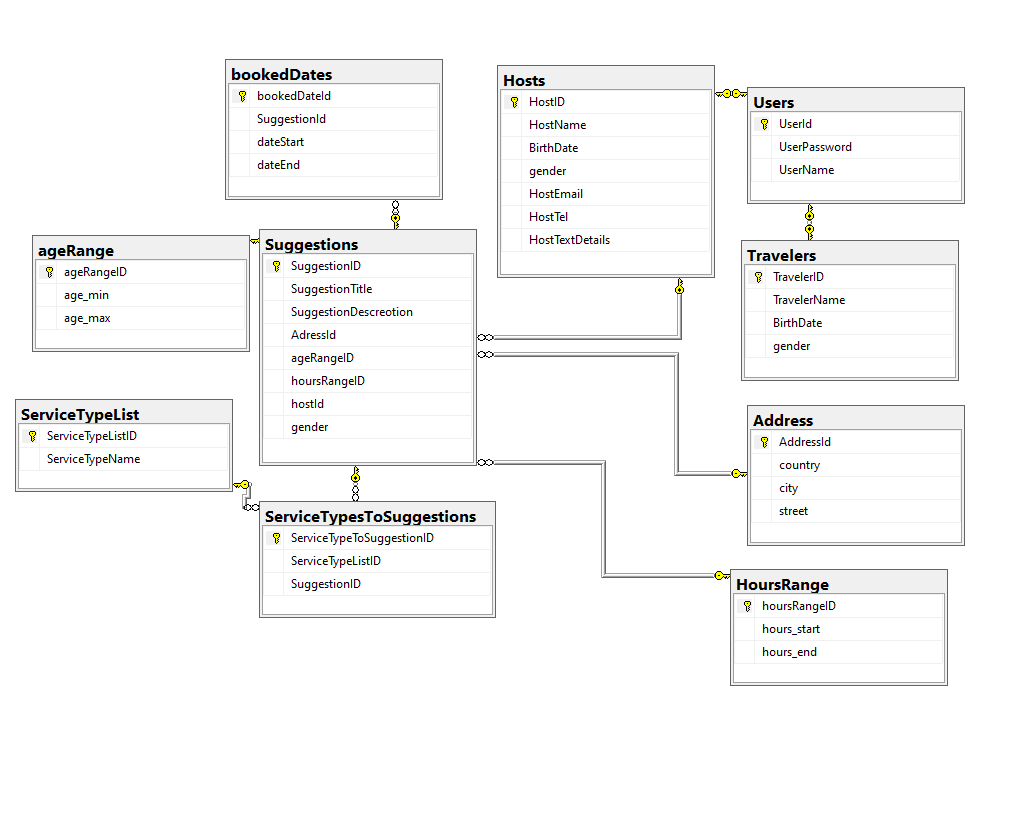 bookedDates
bookedDateId
SuggestionId
dateStart
dateEnd
Hosts
HostID
HostName
BirthDate
gender
HostEmail
HostTel
HostTextDetails
Users
UserId
UserPassword
UserName
ageRange
ageRangeID
age_min
age_max
Suggestions
SuggestionID
SuggestionTitle
SuggestionDescreotion
AdressId
ageRangeID
hoursRangeID
hostId
gender
Travelers
TravelerID
TravelerName
BirthDate
gender
ServiceTypeList
ServiceTypeListID
ServiceTypeName
Address
AddressId
country
city
street
ServiceTypesToSuggestions
ServiceTypeToSuggestionID
ServiceTypeListID
SuggestionID
HoursRange
hoursRangeID
hours_start
hours_end